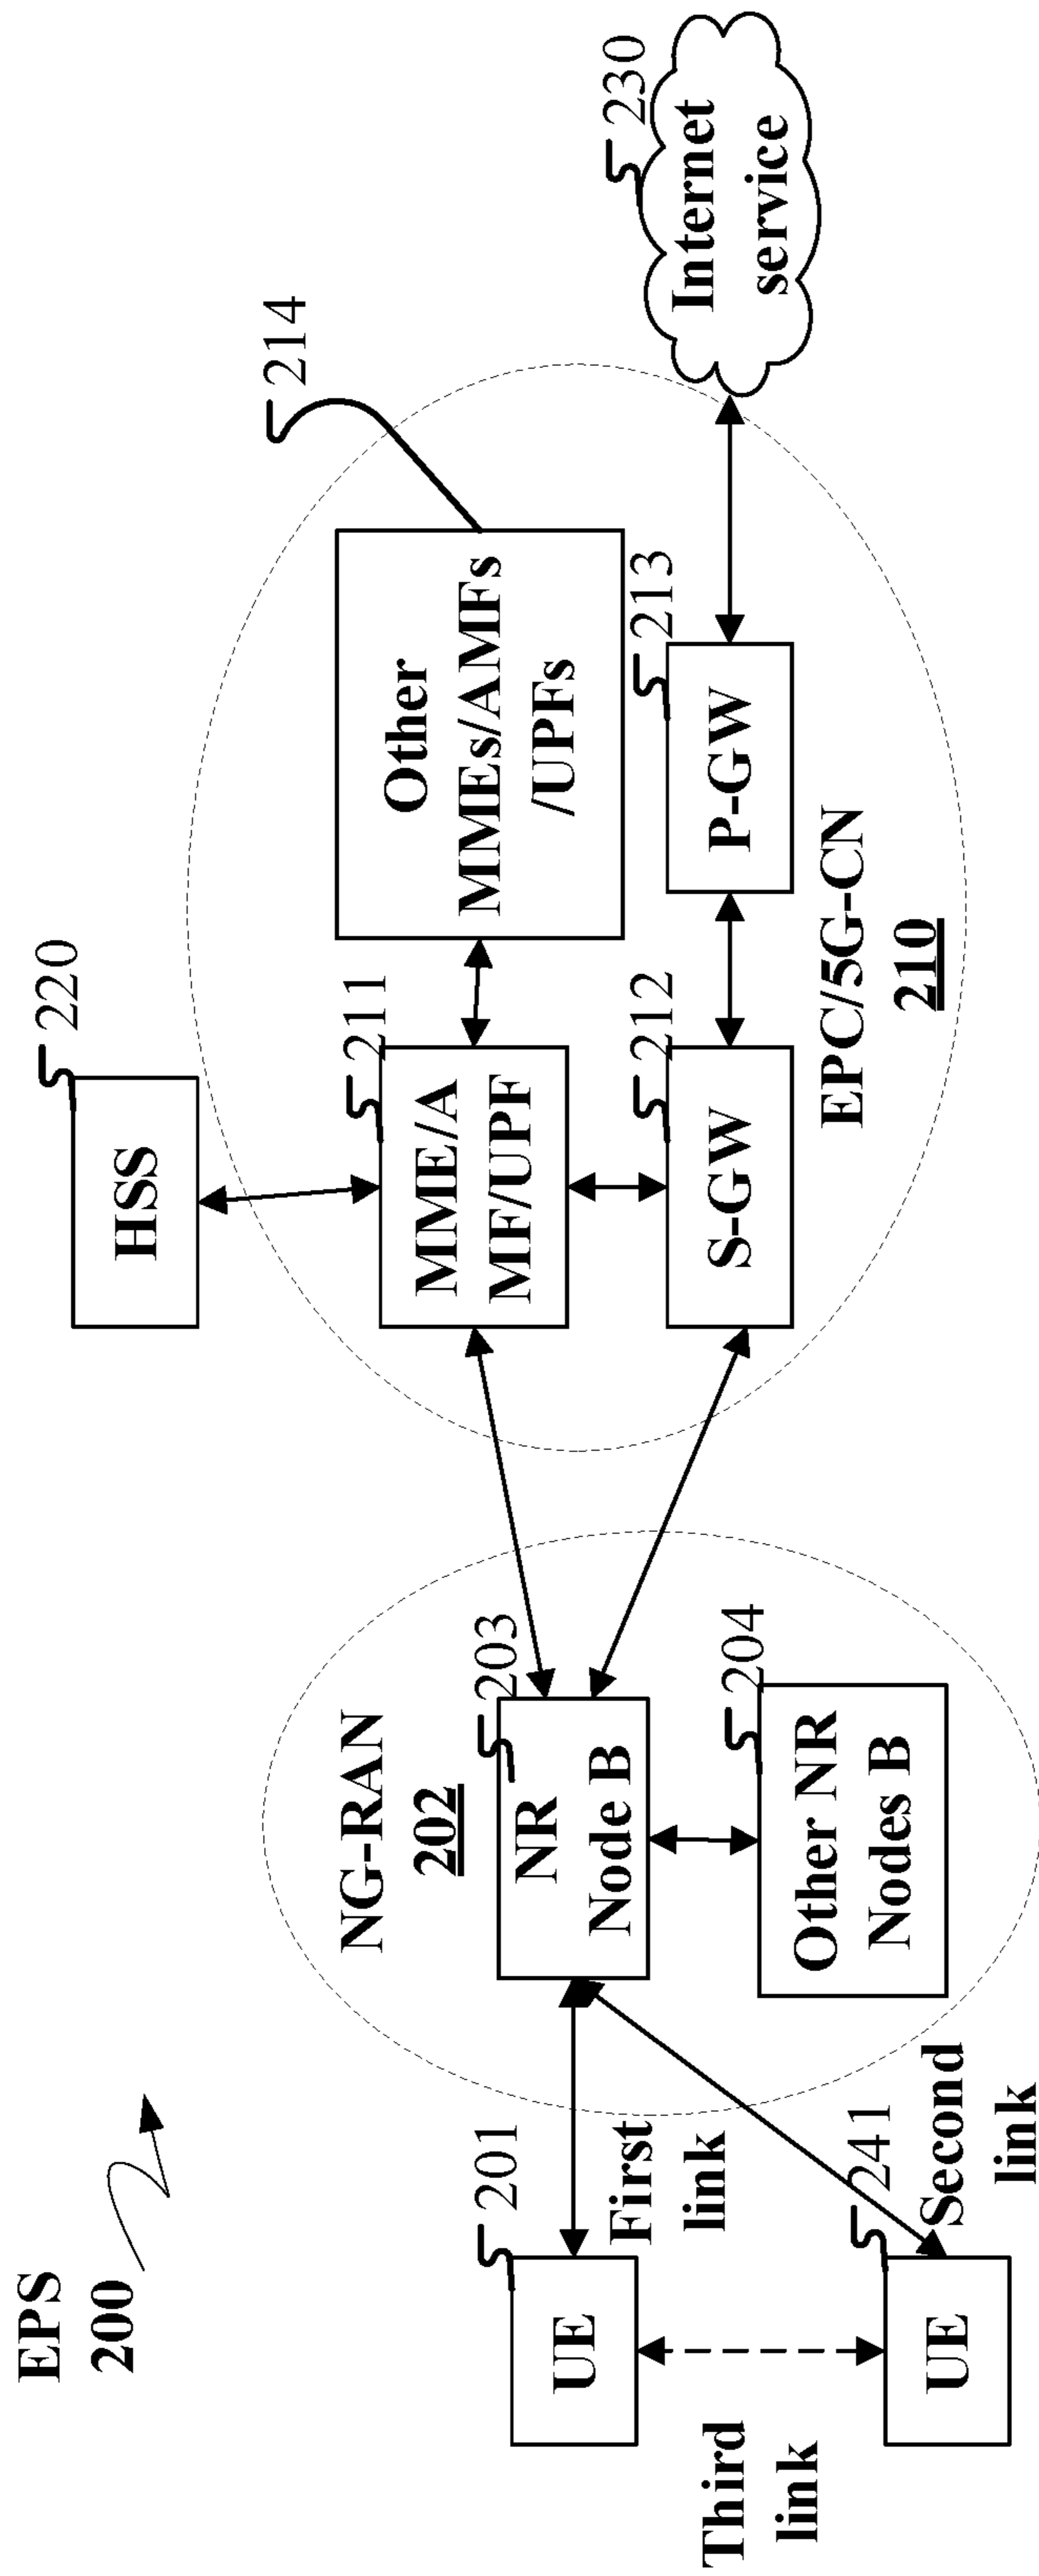 EPS
200
UE
201
First
link
Third
link
UE
241
Second
link
NG-RAN
202
NR
Node B
203
Other NR
Nodes B
204
HSS
220
MME/A
MF/UPF
211
Other
MMEs/AMFs
/UPFs
214
S-GW
212
P-GW
213
EPC/5G-CN
210
Internet
service
230